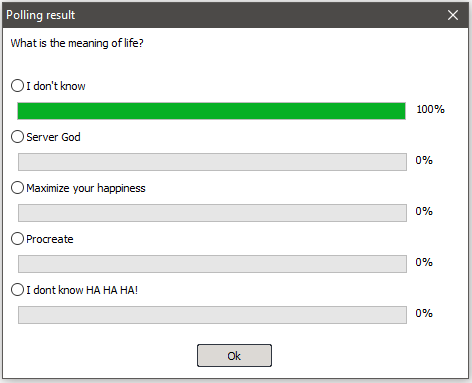 Polling result
What is the meaning of life?
I don't know
100%
Server God
0%
Maximize your happiness
0%
Procreate
0%
I dont know HA HA HA!
0%
Ok